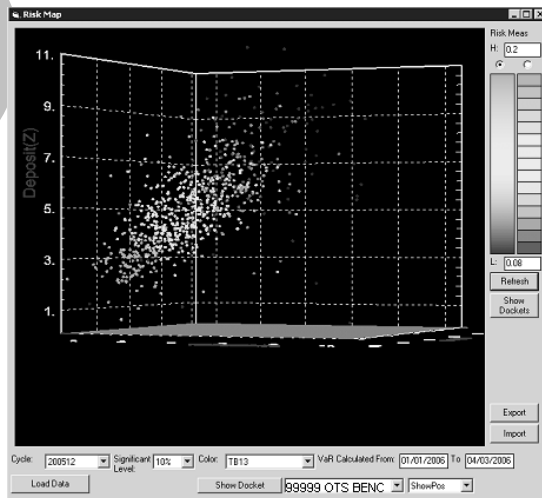 Risk Map
Risk Meas
H: 0.2
11.
9.
7.
5.
3.
1.
Deposit(Z)
L: 0.08
Refresh
Show
Dockets
Export
Import
Cycle: 200512 Significant Level: 10% Color: TB13 VaR Calculated From: 01/01/2006 To 04/03/2006
Load Data Show Docket 99999 OTS BENC ShowPos